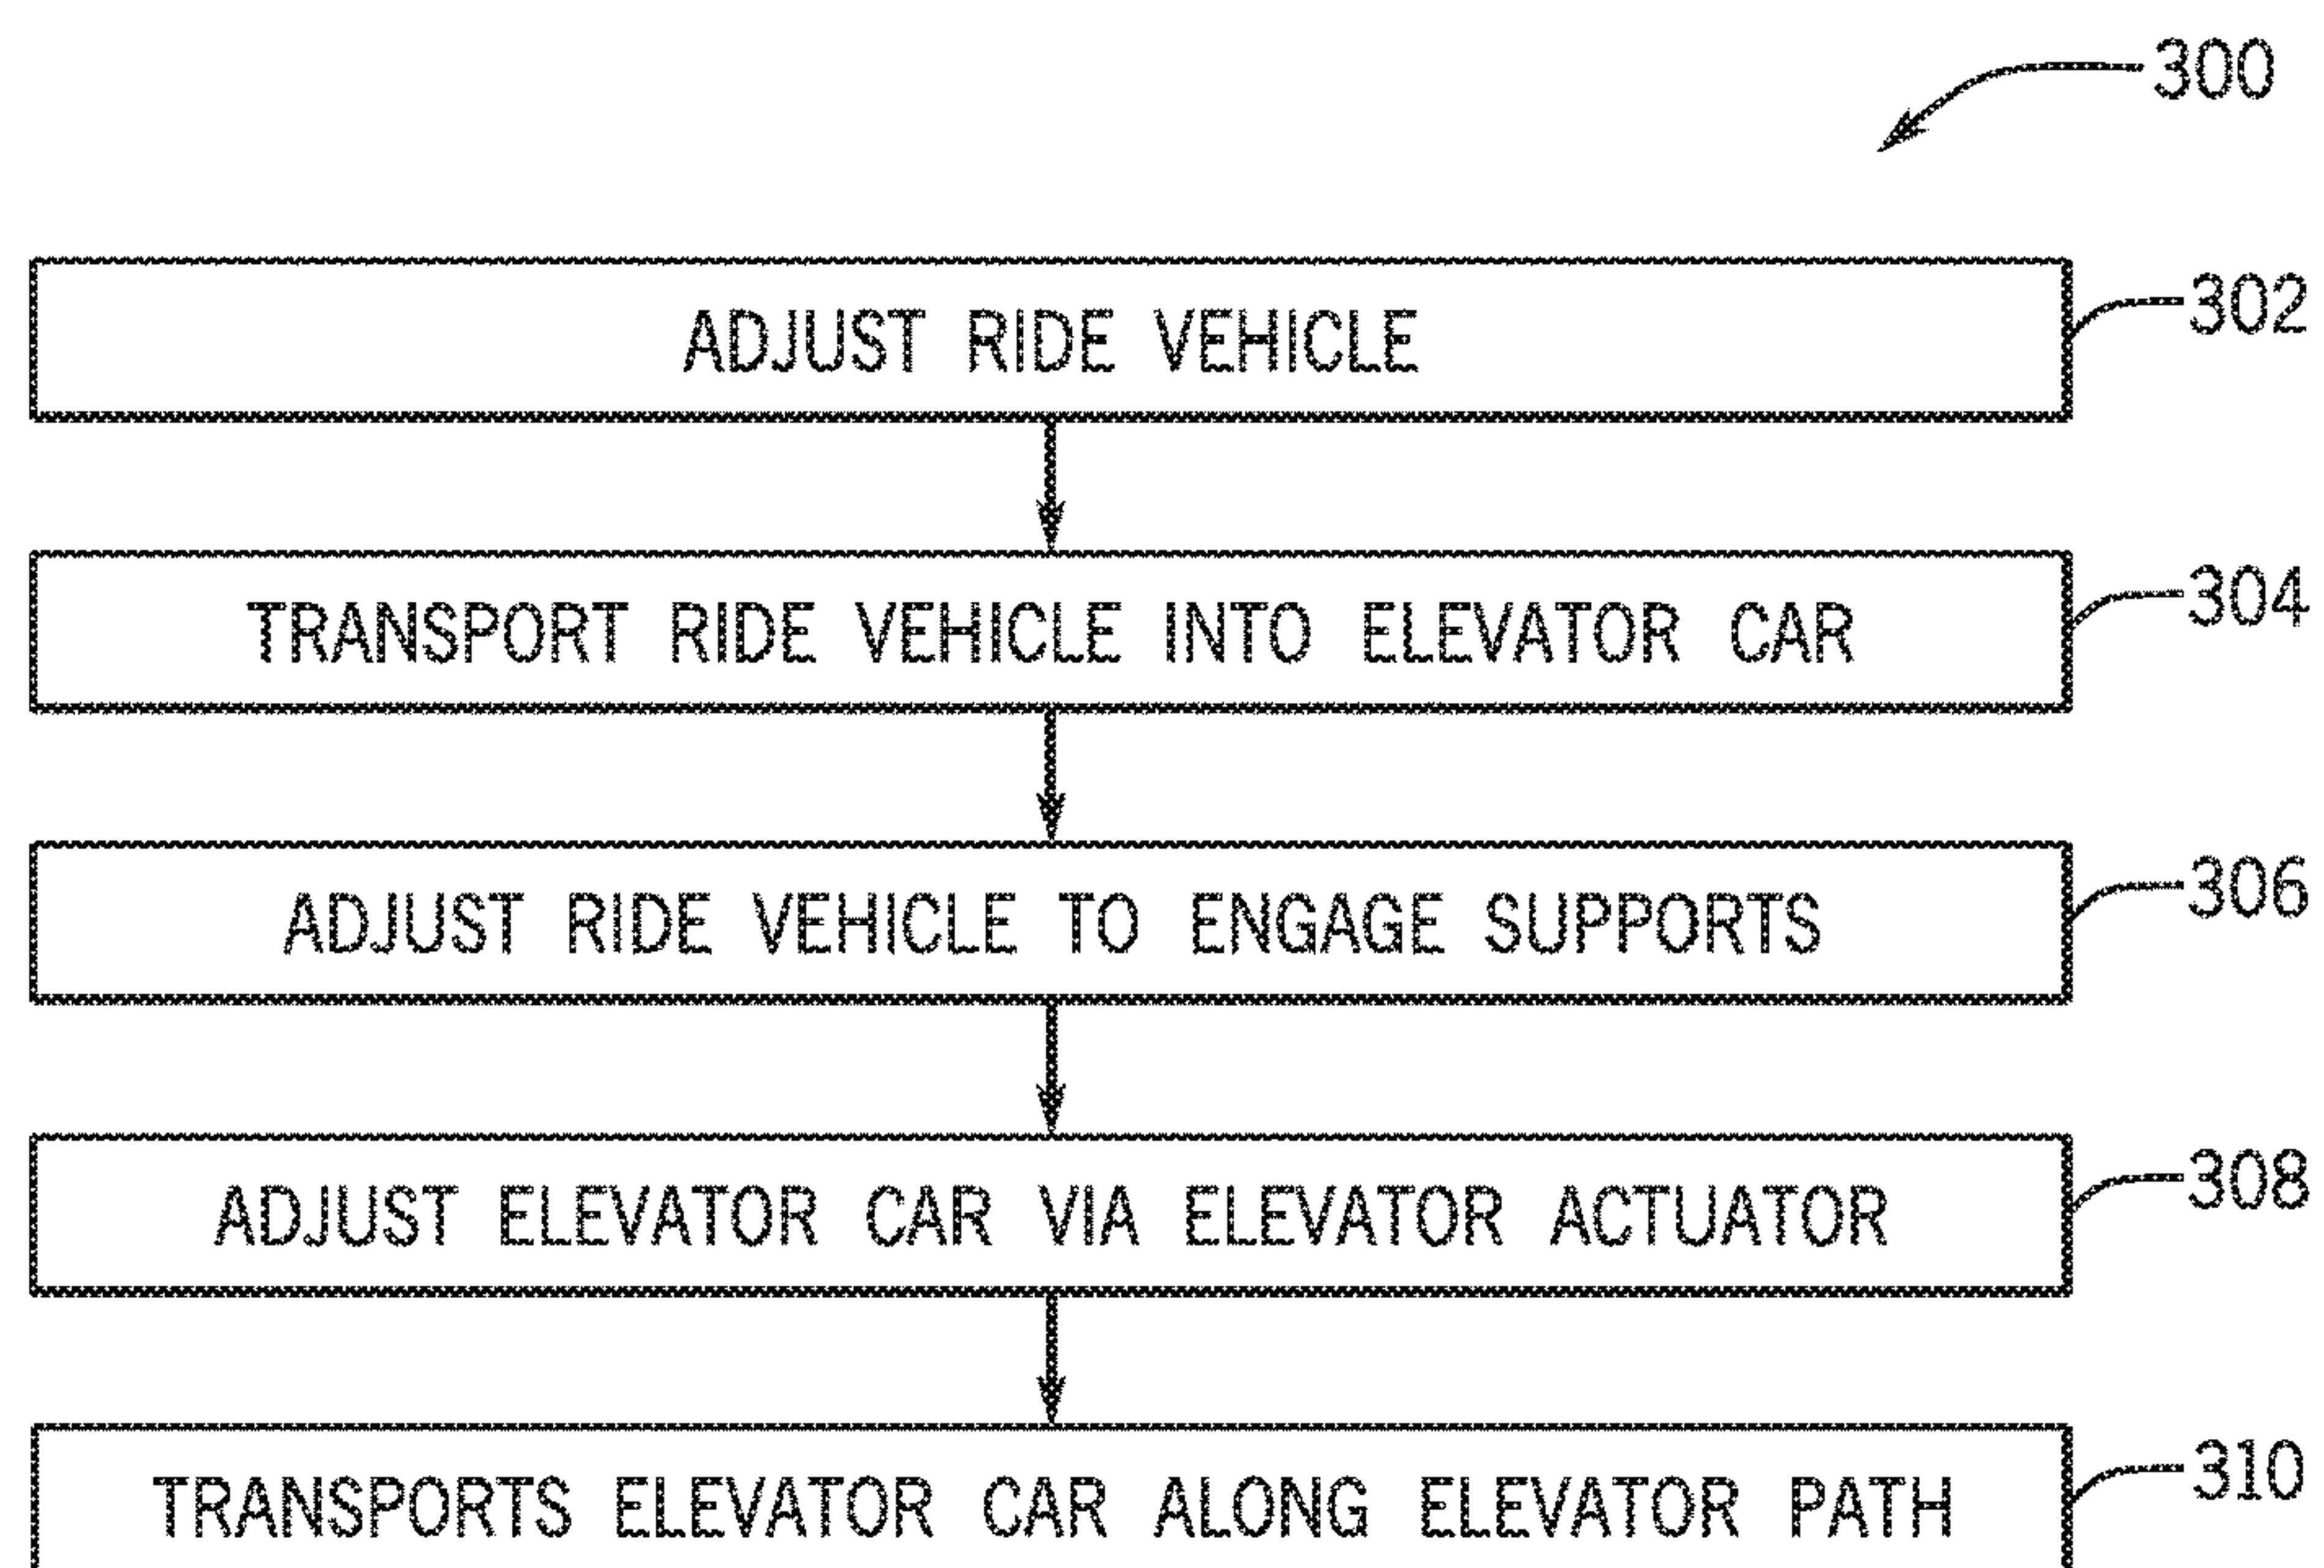 300
ADJUST RIDE VEHICLE
302
TRANSPORT RIDE VEHICLE INTO ELEVATOR CAR
304
ADJUST RIDE VEHICLE TO ENGAGE SUPPORTS
306
ADJUST ELEVATOR CAR VIA ELEVATOR ACTUATOR
308
TRANSPORTS ELEVATOR CAR ALONG ELEVATOR PATH
310